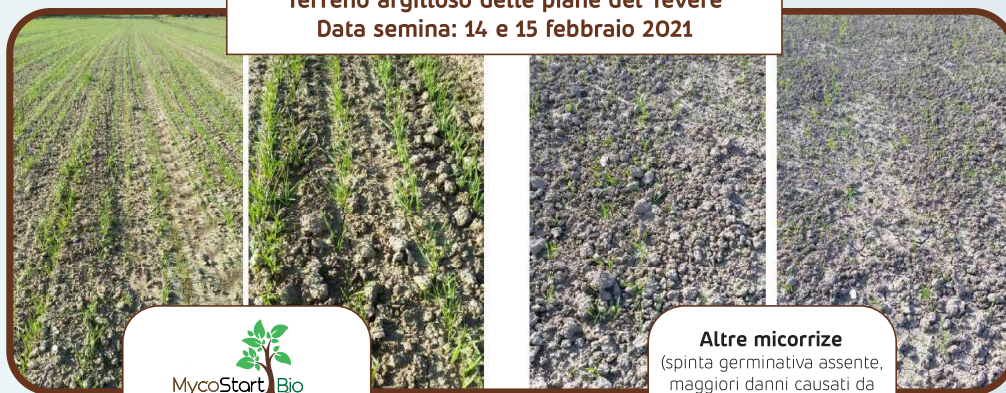 Terreno argilloso delle piane del Tevere
Data semina: 14 e 15 febbraio 2021
MycoStart Bio
Altre micorrize
(spinta germinativa assente,
maggiori danni causati da